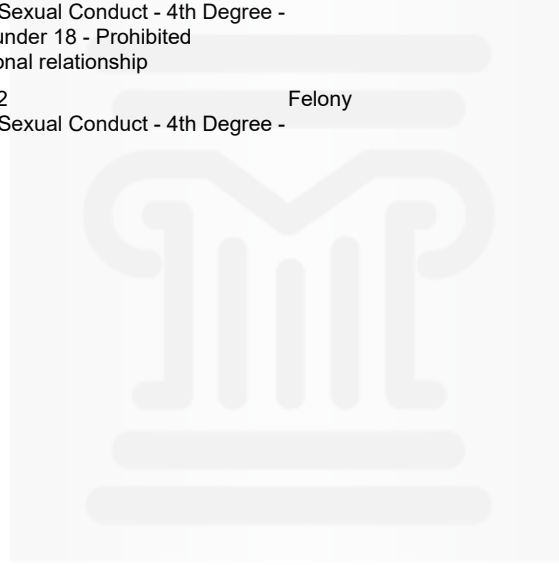 Sexual Conduct - 4th Degree -
under 18 - Prohibited
onal relationship
2 Felony
Sexual Conduct - 4th Degree -